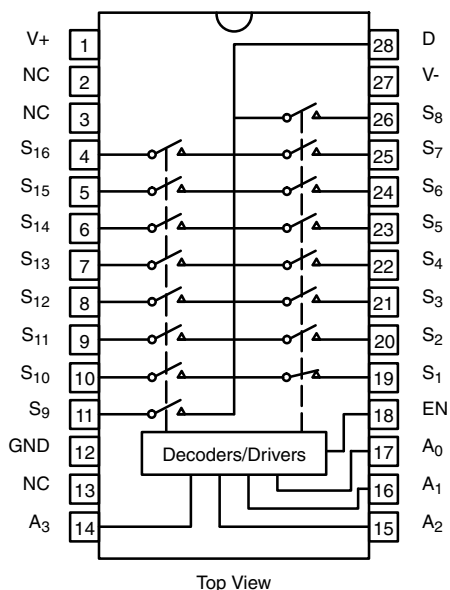 V+ 1 28 D
NC 2 27 V-
NC 3 26 S8
S16 4 25 S7
S15 5 24 S6
S14 6 23 S5
S13 7 22 S4
S12 8 21 S3
S11 9 20 S2
S10 10 19 S1
S9 11 18 EN
GND 12 Decoders/Drivers 17 A0
NC 13 16 A1
A3 14 15 A2
Top View